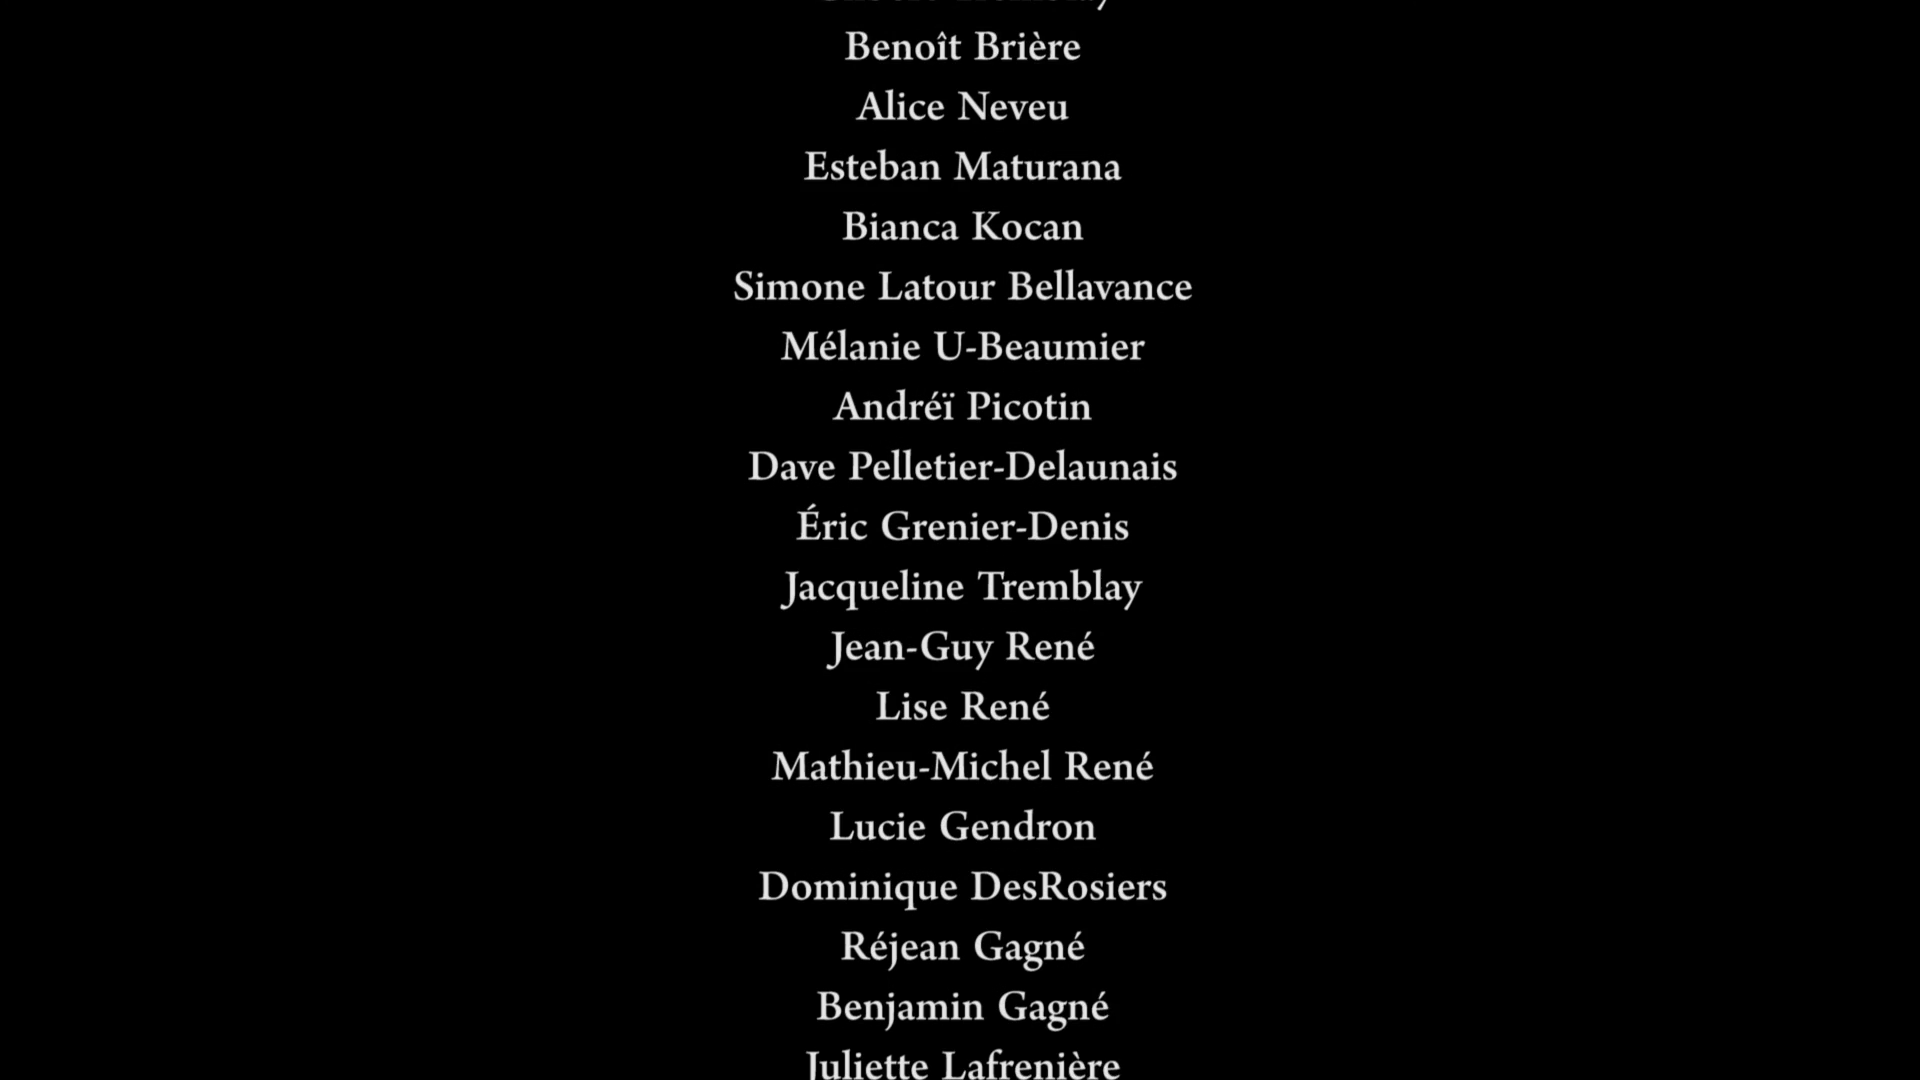 Benoît Brière
Alice Neveu
Esteban Maturana
Bianca Kocan
Simone Latour Bellavance
Mélanie U-Beaumier
Andréï Picotin
Dave Pelletier-Delaunais
Éric Grenier-Denis
Jacqueline Tremblay
Jean-Guy René
Lise René
Mathieu-Michel René
Lucie Gendron
Dominique DesRosiers
Réjean Gagné
Benjamin Gagné
Juliette Lafrenière